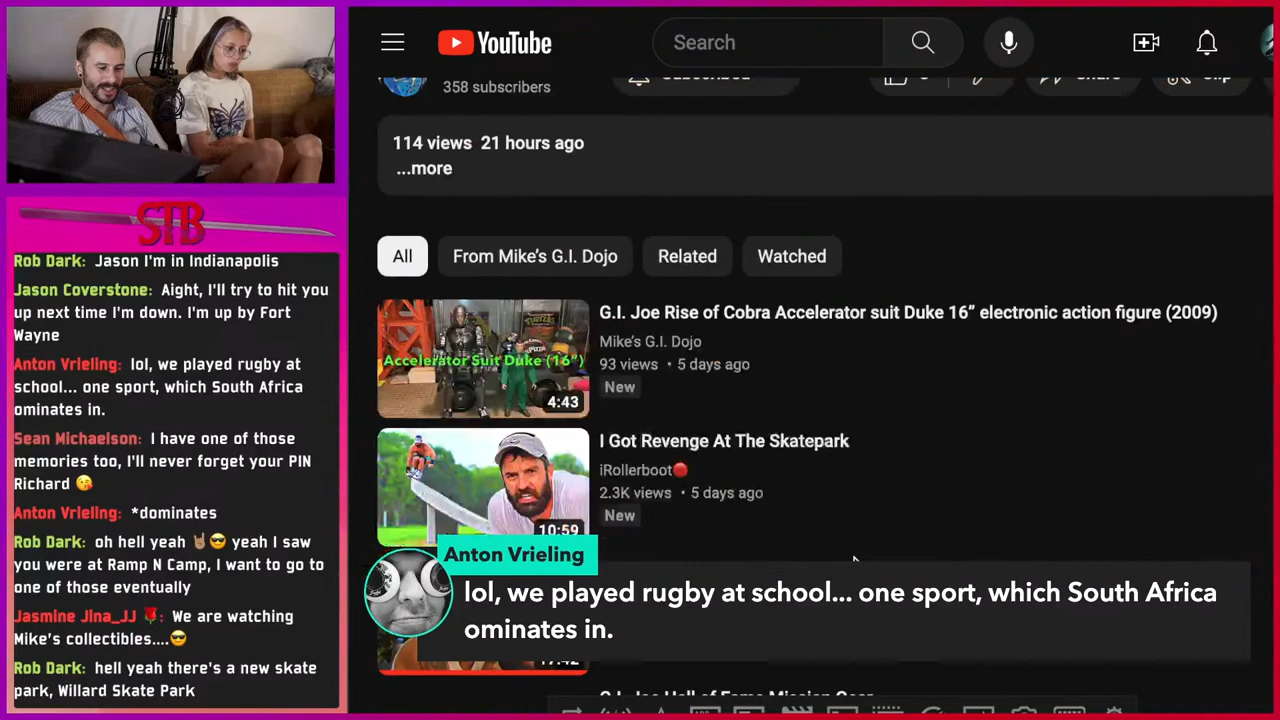 YouTube
Search
358 subscribers
114 views 21 hours ago
...more
All
From Mike's G.I. Dojo
Related
Watched
Accelerator Suit Duke (16")
4:43
G.I. Joe Rise of Cobra Accelerator suit Duke 16” electronic action figure (2009)
Mike's G.I. Dojo
93 views • 5 days ago
New
10:59
I Got Revenge At The Skatepark
iRollerboot
2.3K views • 5 days ago
New
Anton Vrieling
lol, we played rugby at school... one sport, which South Africa
ominates in.
STB
Rob Dark: Jason I'm in Indianapolis
Jason Coverstone: Aight, I'll try to hit you
up next time I'm down. I'm up by Fort
Wayne
Anton Vrieling: lol, we played rugby at
school... one sport, which South Africa
ominates in.
Sean Michaelson: I have one of those
memories too, I'll never forget your PIN
Richard 😘
Anton Vrieling: *dominates
Rob Dark: oh hell yeah 🤘🏽😎 yeah I saw
you were at Ramp N Camp, I want to go to
one of those eventually
Jasmine Jina_JJ 🌹: We are watching
Mike's collectibles....😎
Rob Dark: hell yeah there's a new skate
park, Willard Skate Park